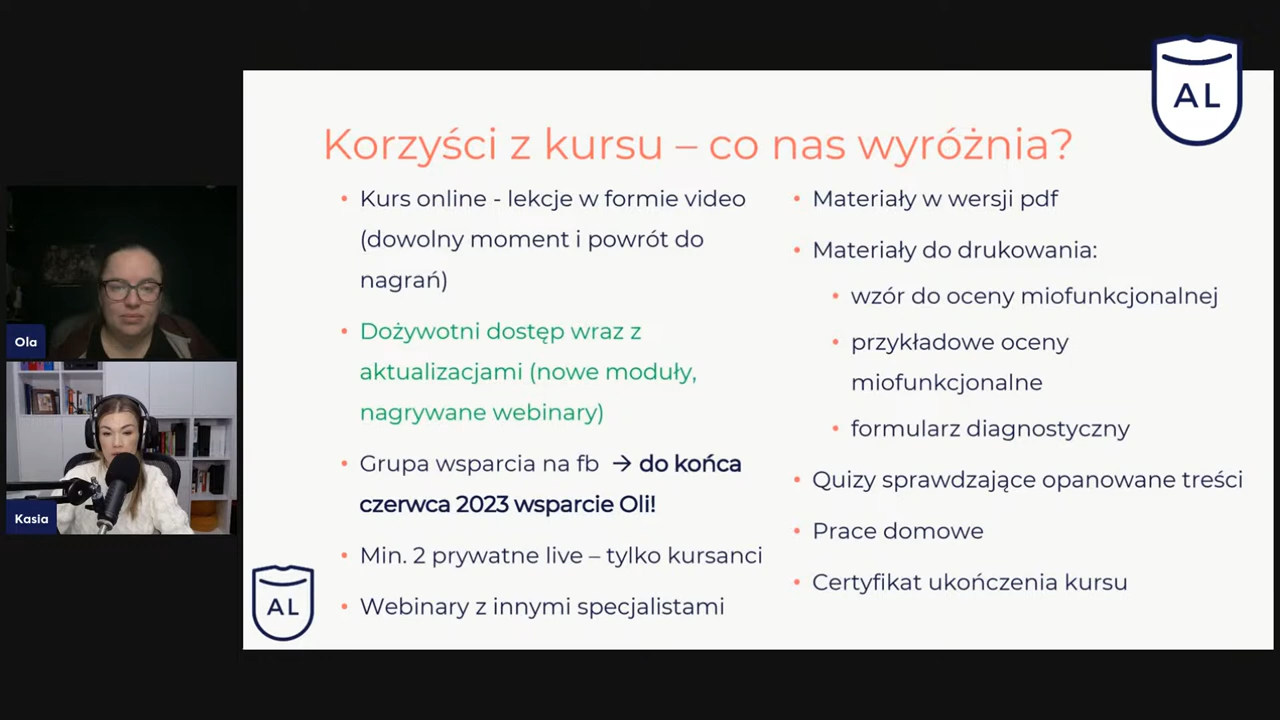 AL
Korzyści z kursu – co nas wyróżnia?
• Kurs online - lekcje w formie video
(dowolny moment i powrót do
nagrań)
• Dożywotni dostęp wraz z
aktualizacjami (nowe moduły,
nagrywane webinary)
• Grupa wsparcia na fb → do końca
czerwca 2023 wsparcie Oli!
• Min. 2 prywatne live – tylko kursanci
• Webinary z innymi specjalistami
• Materiały w wersji pdf
• Materiały do drukowania:
• wzór do oceny miofunkcjonalnej
• przykładowe oceny
miofunkcjonalne
• formularz diagnostyczny
• Quizy sprawdzające opanowane treści
• Prace domowe
• Certyfikat ukończenia kursu
Ola
Kasia
AL